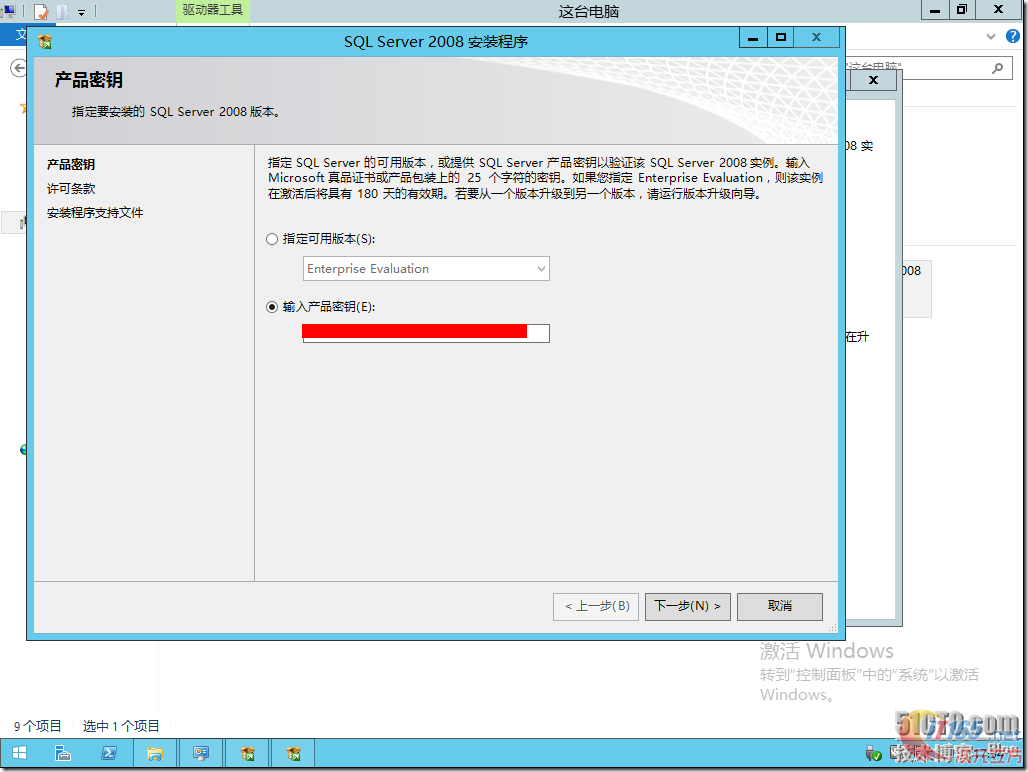 驱动器工具
这台电脑
文
SQL Server 2008 安装程序
"这台电脑"
产品密钥
指定要安装的 SQL Server 2008 版本。
产品密钥
许可条款
安装程序支持文件
指定 SQL Server 的可用版本，或提供 SQL Server 产品密钥以验证该 SQL Server 2008 实例。输入
Microsoft 真品证书或产品包装上的 25 个字符的密钥。如果您指定 Enterprise Evaluation，则该实例
在激活后将具有 180 天的有效期。若要从一个版本升级到另一个版本，请运行版本升级向导。
08 实
指定可用版本(S):
Enterprise Evaluation
008
输入产品密钥(E):
在升
< 上一步(B)
下一步(N) >
取消
激活 Windows
转到"控制面板"中的"系统"以激活
Windows。
9 个项目
选中 1 个项目
51CTO.com
技术博客
Blog